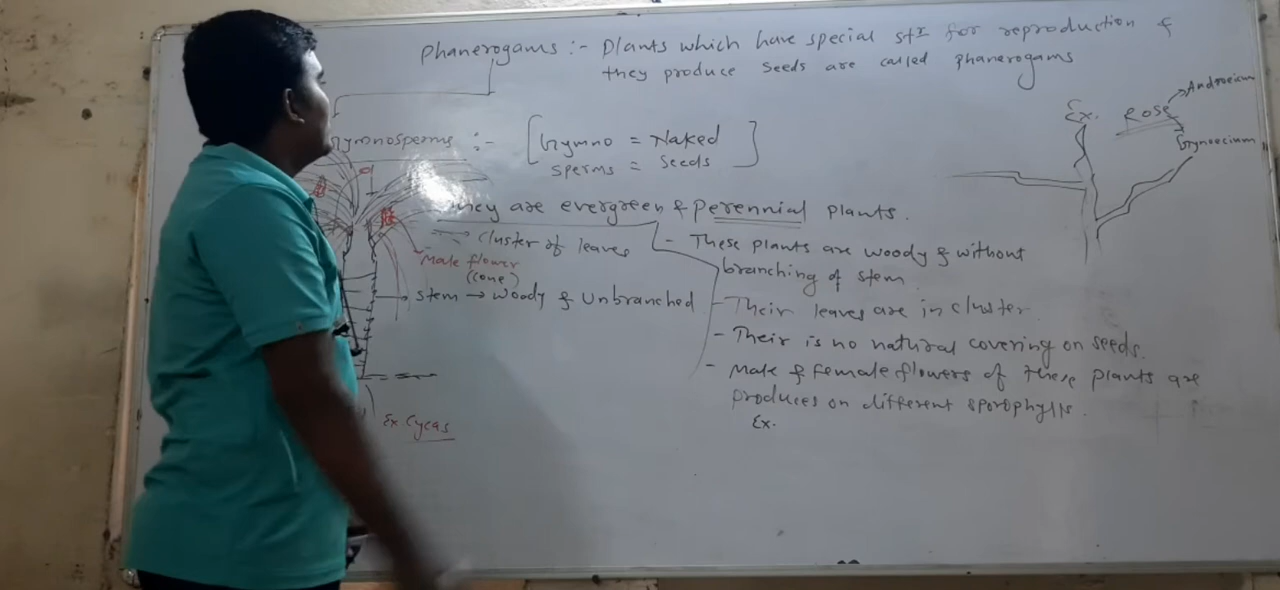 Phanerogams :- Plants which have special str for reproduction &
they produce seeds are called phanerogams
Gymnosperms :- [ Gymno = Naked
Sperms = Seeds ]
They are evergreen & perennial plants.
cluster of leaves
Male flower
(cone)
Stem → woody & unbranched
Ex. Cycas
- These plants are woody & without
branching of stem
- Their leaves are in cluster.
- Their is no natural covering on seeds.
- Male & female flowers of these plants are
produces on different sporophylls.
Ex.
Ex. Rose
Androecium
Gynoecium